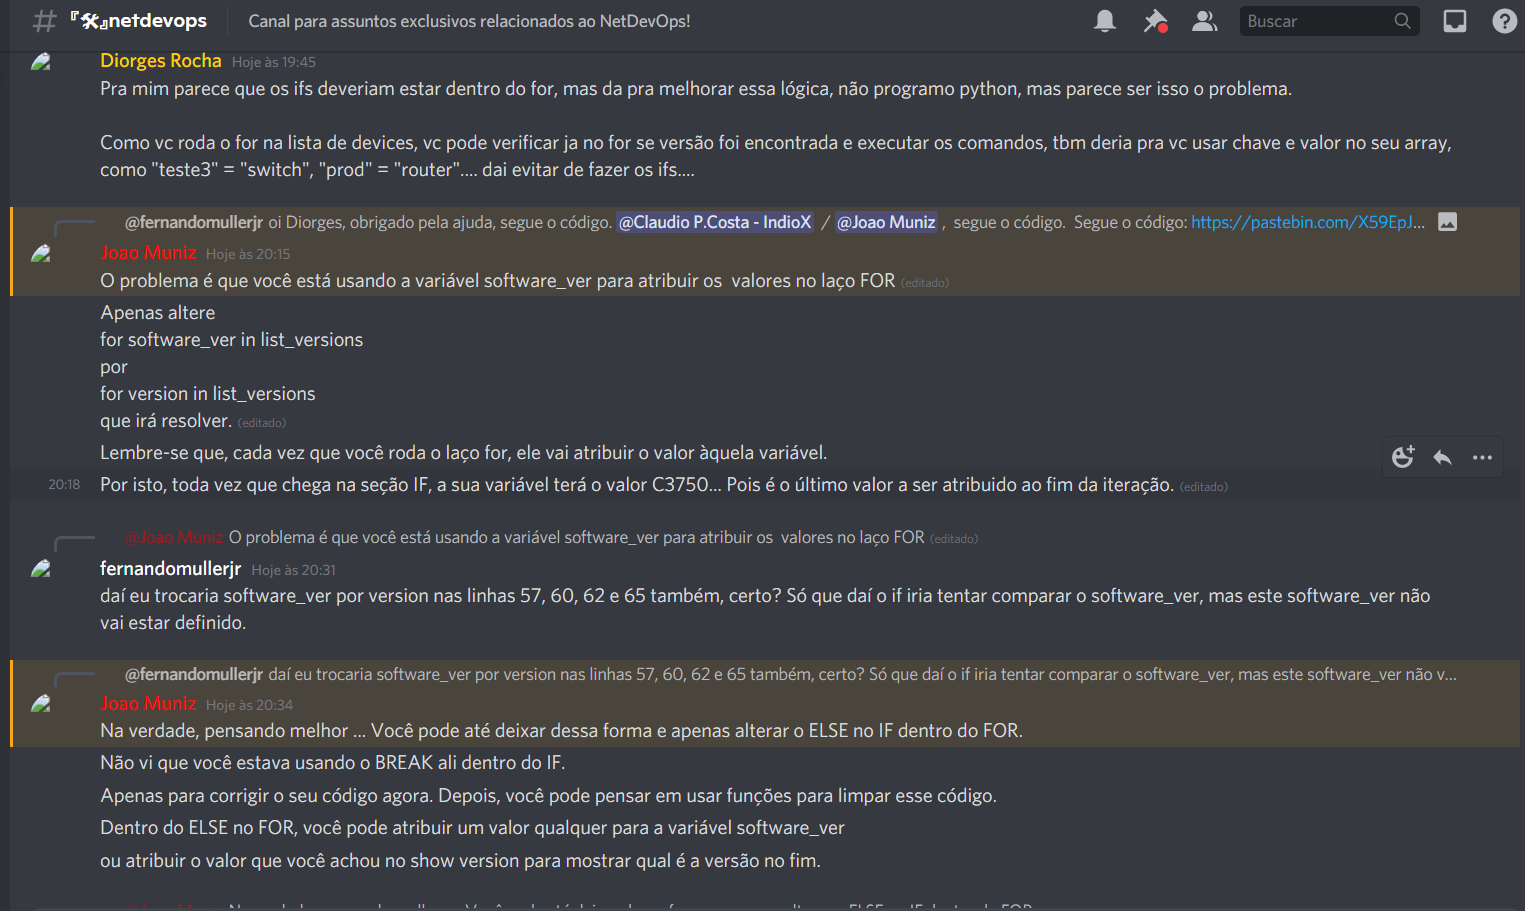 『🛠』netdevops
Canal para assuntos exclusivos relacionados ao NetDevOps!
Buscar
Diorges Rocha Hoje às 19:45
Pra mim parece que os ifs deveriam estar dentro do for, mas da pra melhorar essa lógica, não programo python, mas parece ser isso o problema.
Como vc roda o for na lista de devices, vc pode verificar ja no for se versão foi encontrada e executar os comandos, tbm deria pra vc usar chave e valor no seu array,
como "teste3" = "switch", "prod" = "router".... dai evitar de fazer os ifs....
@fernandomullerjr oi Diorges, obrigado pela ajuda, segue o código. @Claudio P.Costa - IndioX / @Joao Muniz , segue o código. Segue o código: https://pastebin.com/X59EpJ...
Joao Muniz Hoje às 20:15
O problema é que você está usando a variável software_ver para atribuir os valores no laço FOR (editado)
Apenas altere
for software_ver in list_versions
por
for version in list_versions
que irá resolver. (editado)
Lembre-se que, cada vez que você roda o laço for, ele vai atribuir o valor àquela variável.
20:18 Por isto, toda vez que chega na seção IF, a sua variável terá o valor C3750... Pois é o último valor a ser atribuido ao fim da iteração. (editado)
@Joao Muniz O problema é que você está usando a variável software_ver para atribuir os valores no laço FOR (editado)
fernandomullerjr Hoje às 20:31
daí eu trocaria software_ver por version nas linhas 57, 60, 62 e 65 também, certo? Só que daí o if iria tentar comparar o software_ver, mas este software_ver não
vai estar definido.
@fernandomullerjr daí eu trocaria software_ver por version nas linhas 57, 60, 62 e 65 também, certo? Só que daí o if iria tentar comparar o software_ver, mas este software_ver não v...
Joao Muniz Hoje às 20:34
Na verdade, pensando melhor ... Você pode até deixar dessa forma e apenas alterar o ELSE no IF dentro do FOR.
Não vi que você estava usando o BREAK ali dentro do IF.
Apenas para corrigir o seu código agora. Depois, você pode pensar em usar funções para limpar esse código.
Dentro do ELSE no FOR, você pode atribuir um valor qualquer para a variável software_ver
ou atribuir o valor que você achou no show version para mostrar qual é a versão no fim.